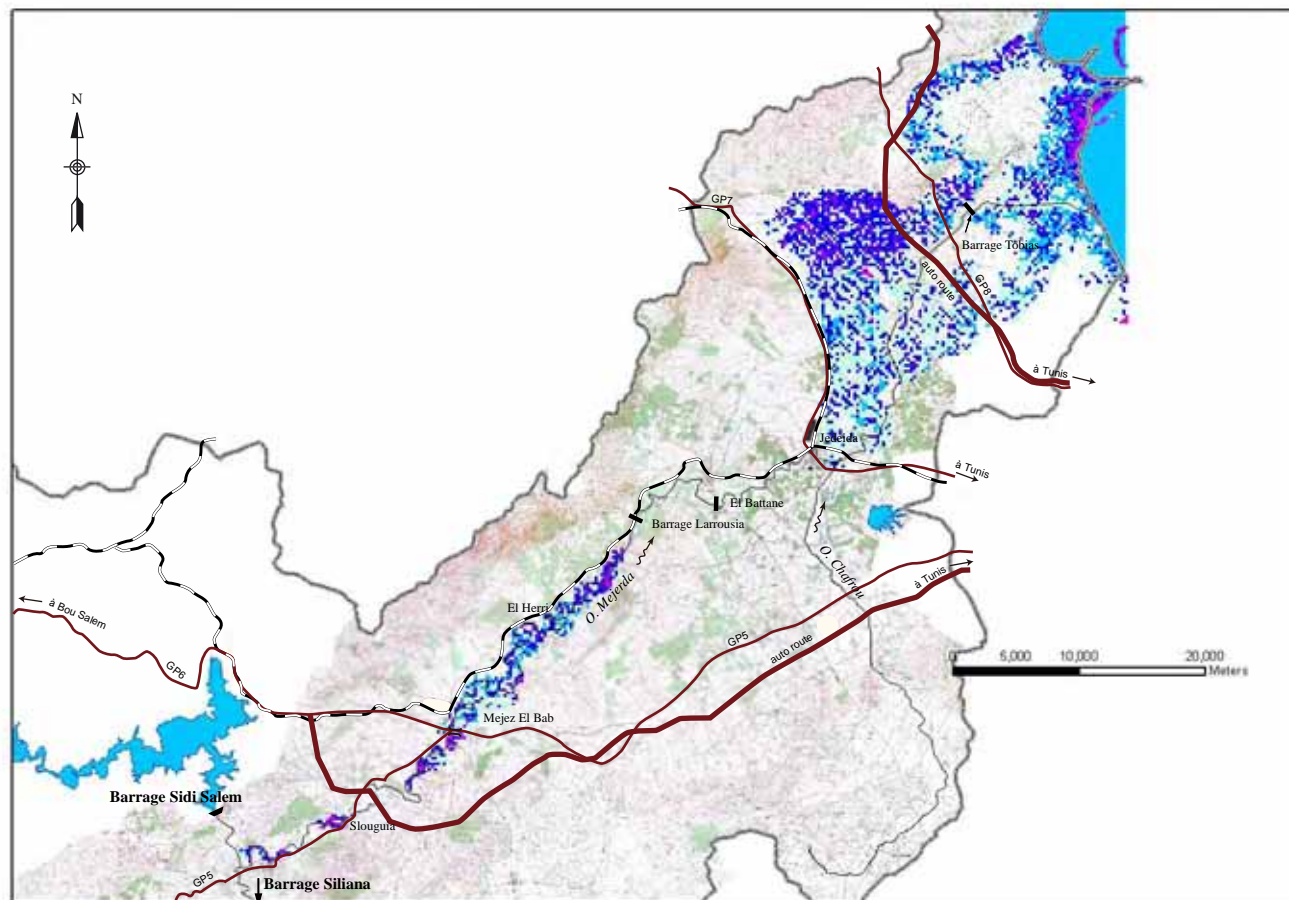 N
GP7
Barrage Tobias
auto route
GP8
à Tunis
Jedeida
à Tunis
El Battane
Barrage Larrousia
O. Mejerda
O. Chafrou
El Herri
à Tunis
à Bou Salem
GP6
GP5
auto route
0 5,000 10,000 20,000
Meters
Mejez El Bab
Barrage Sidi Salem
Slouguia
GP5
Barrage Siliana